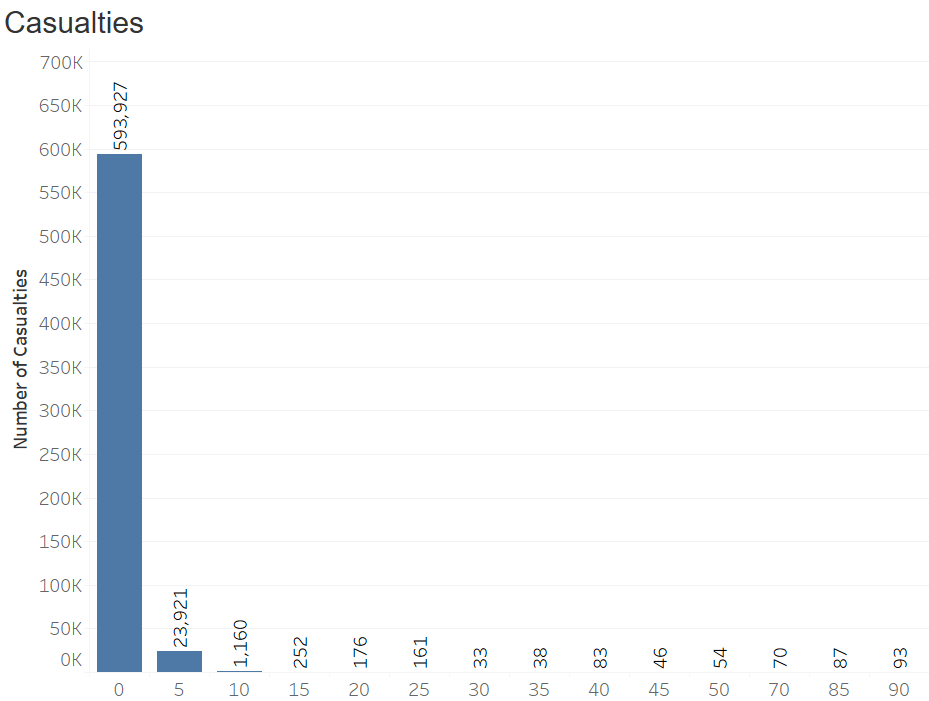 Casualties
700K
650K
600K
550K
500K
450K
400K
350K
300K
250K
200K
150K
100K
50K
0K
Number of Casualties
593,927
23,921
1,160
252
176
161
33
38
83
46
54
70
87
93
0 5 10 15 20 25 30 35 40 45 50 70 85 90